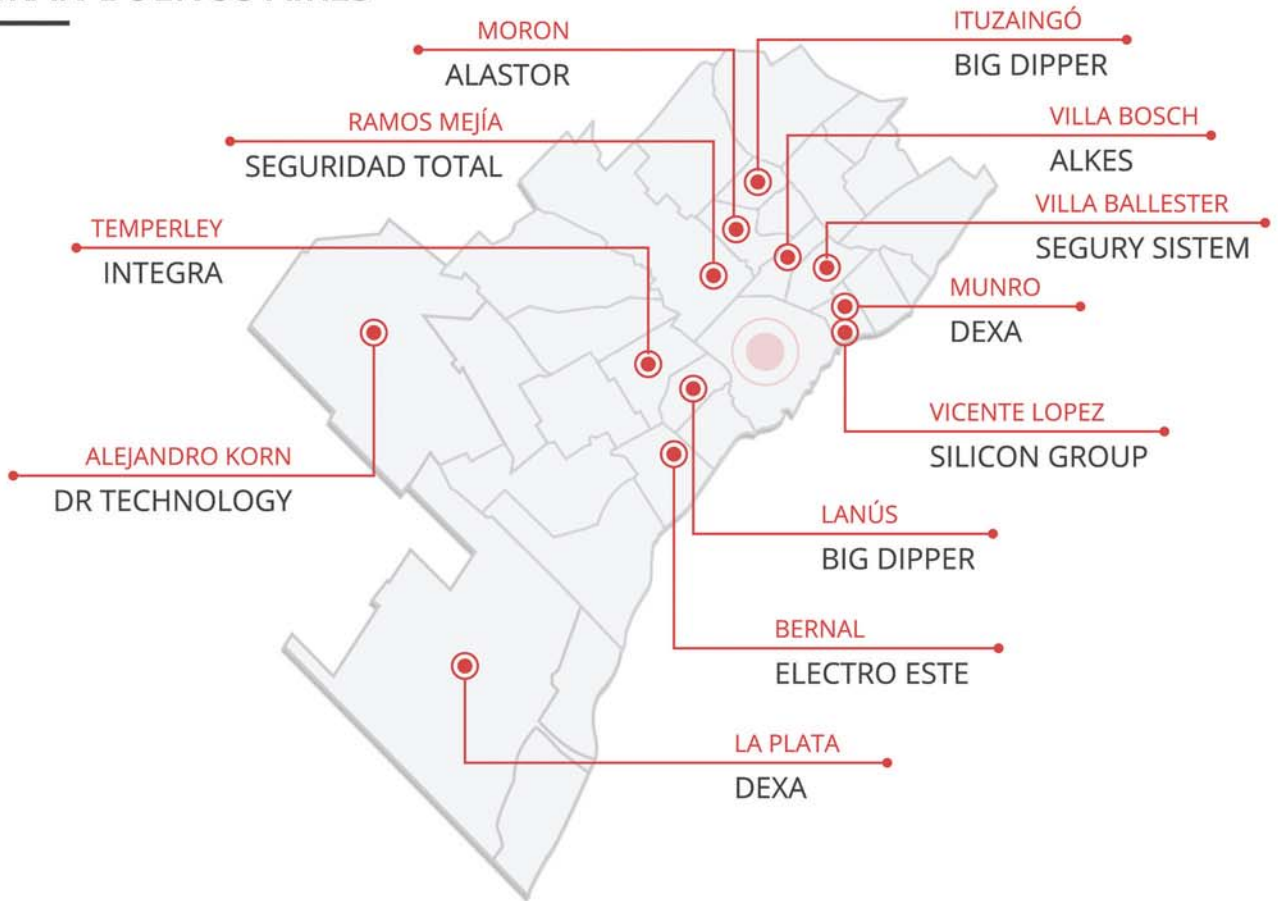 MORON
ALASTOR
ITUZAINGÓ
BIG DIPPER
RAMOS MEJÍA
SEGURIDAD TOTAL
VILLA BOSCH
ALKES
TEMPERLEY
INTEGRA
VILLA BALLESTER
SEGURY SISTEM
MUNRO
DEXA
VICENTE LOPEZ
SILICON GROUP
ALEJANDRO KORN
DR TECHNOLOGY
LANÚS
BIG DIPPER
BERNAL
ELECTRO ESTE
LA PLATA
DEXA